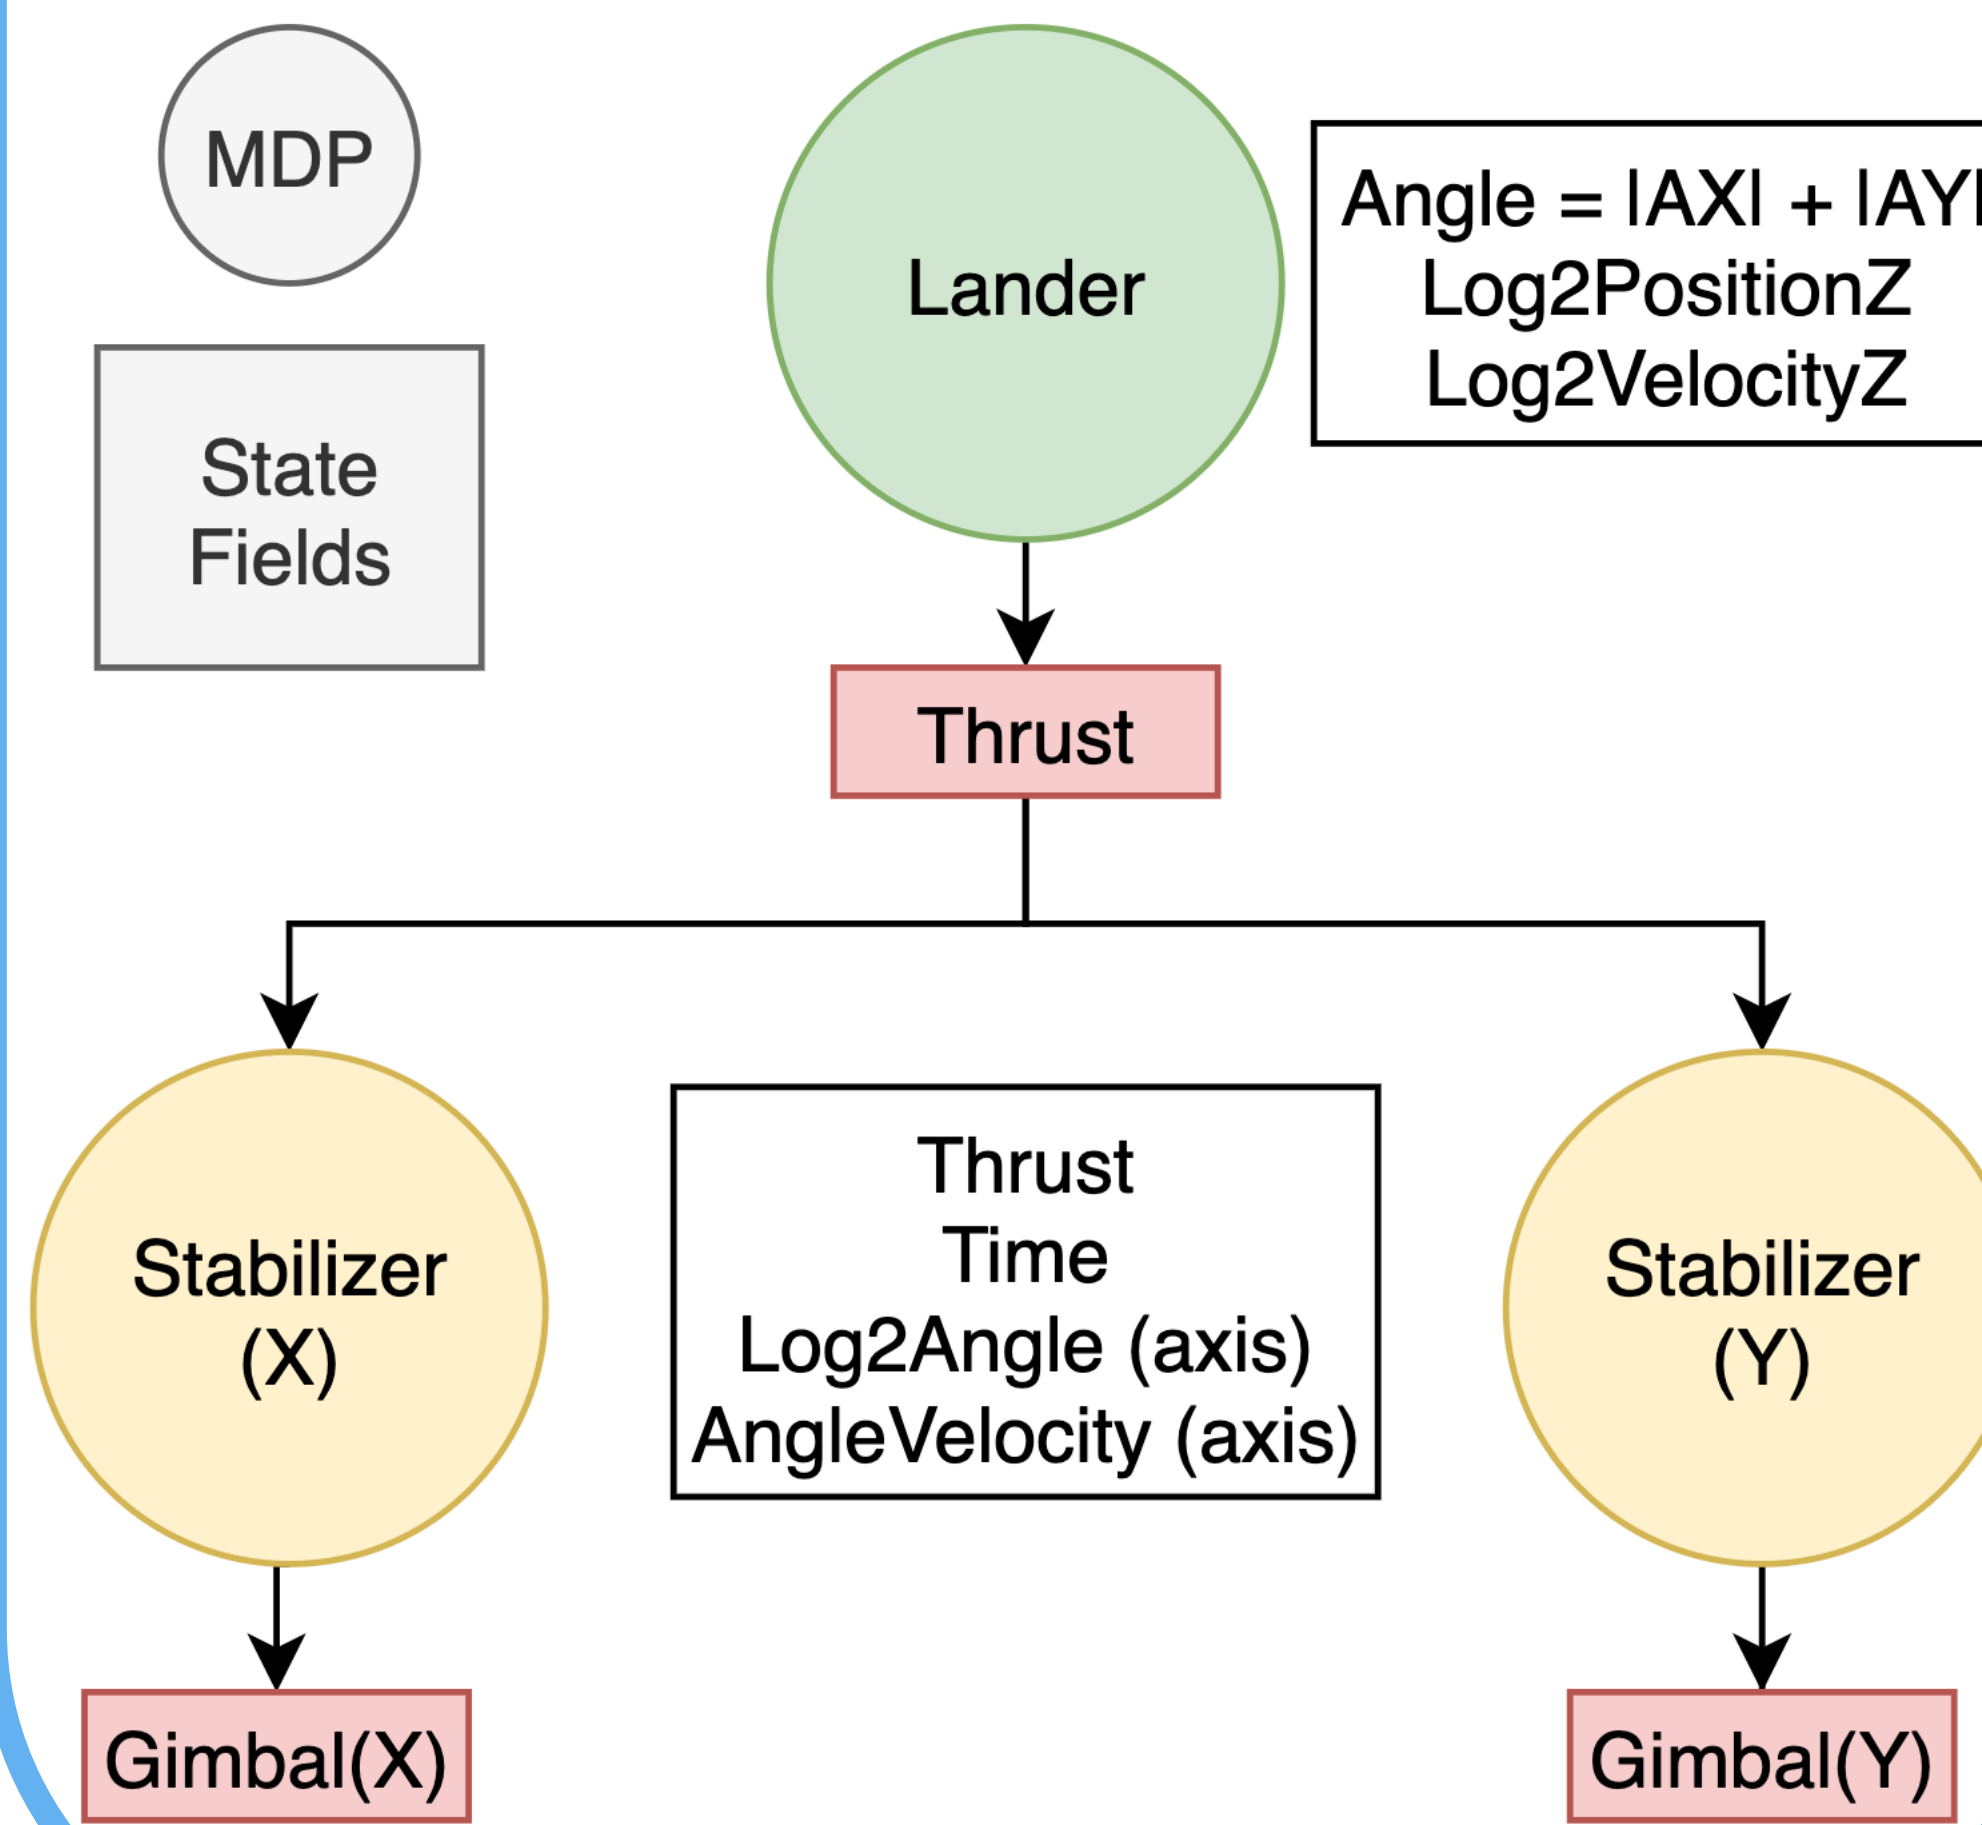 MDP
State
Fields
Lander
Angle = |AX| + |AY|
Log2PositionZ
Log2VelocityZ
Thrust
Stabilizer
(X)
Thrust
Time
Log2Angle (axis)
AngleVelocity (axis)
Stabilizer
(Y)
Gimbal(X)
Gimbal(Y)